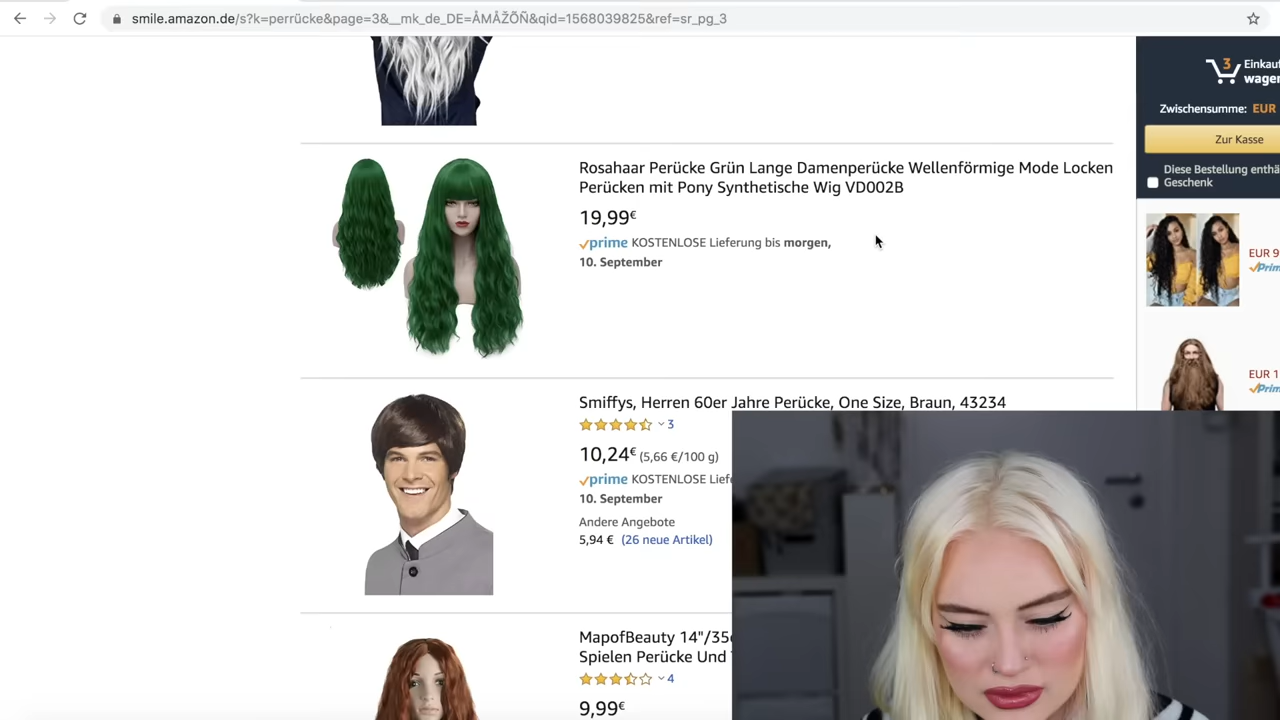 smile.amazon.de/s?k=perrücke&page=3&__mk_de_DE=ÅMÅŽÕÑ&qid=1568039825&ref=sr_pg_3
3
Einkauf
wagen
Zwischensumme: EUR
Zur Kasse
Diese Bestellung enthä
Geschenk
Rosahaar Perücke Grün Lange Damenperücke Wellenförmige Mode Locken
Perücken mit Pony Synthetische Wig VD002B
19,99€
prime KOSTENLOSE Lieferung bis morgen,
10. September
EUR 9
Prim
Smiffys, Herren 60er Jahre Perücke, One Size, Braun, 43234
3
10,24€ (5,66 €/100 g)
prime KOSTENLOSE Lief
10. September
Andere Angebote
5,94 € (26 neue Artikel)
EUR 1
Prim
MapofBeauty 14"/35
Spielen Perücke Und
4
9,99€